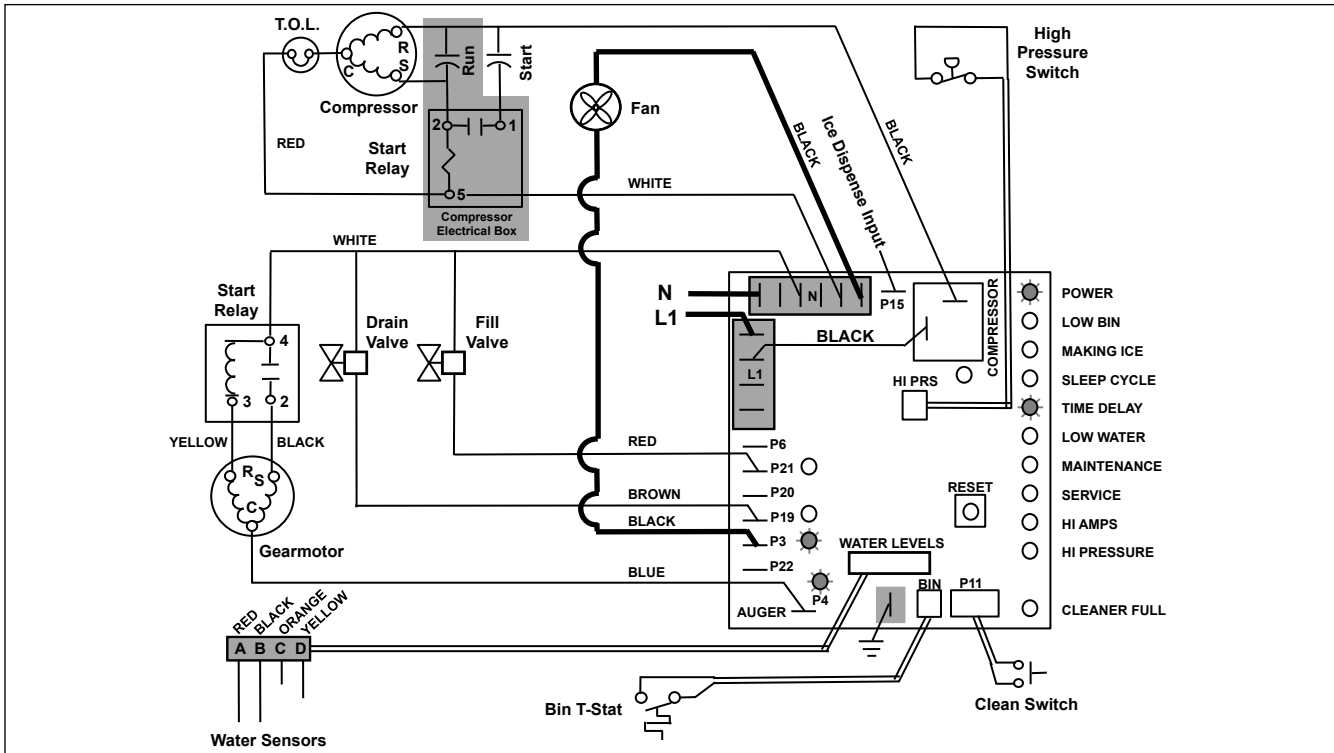 T.O.L.
R
S
C
Compressor
Run
Start
2
1
Start
Relay
5
Compressor
Electrical Box
RED
WHITE
Fan
BLACK
Ice Dispense Input
BLACK
High
Pressure
Switch
WHITE
Start
Relay
4
3
2
YELLOW
BLACK
R
S
C
Gearmotor
Drain
Valve
Fill
Valve
N
L1
N
P15
BLACK
L1
COMPRESSOR
HI PRS
POWER
LOW BIN
MAKING ICE
SLEEP CYCLE
TIME DELAY
LOW WATER
MAINTENANCE
SERVICE
HI AMPS
HI PRESSURE
CLEANER FULL
RED
P6
P21
BROWN
P20
P19
BLACK
P3
P22
BLUE
P4
AUGER
RESET
WATER LEVELS
BIN
P11
RED
BLACK
ORANGE
YELLOW
A B C D
Water Sensors
Bin T-Stat
Clean Switch